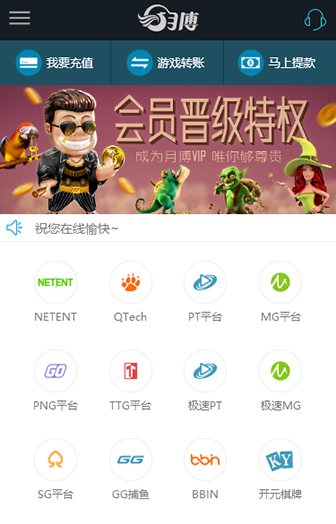 月博
我要充值
游戏转账
马上提款
会员晋级特权
成为月博VIP 唯你够尊贵
祝您在线愉快~
NETENT
NETENT
QTech
PT平台
MG平台
GO
PNG平台
TTG平台
极速PT
极速MG
GG
bbin
KY
SG平台
GG捕鱼
BBIN
开元棋牌